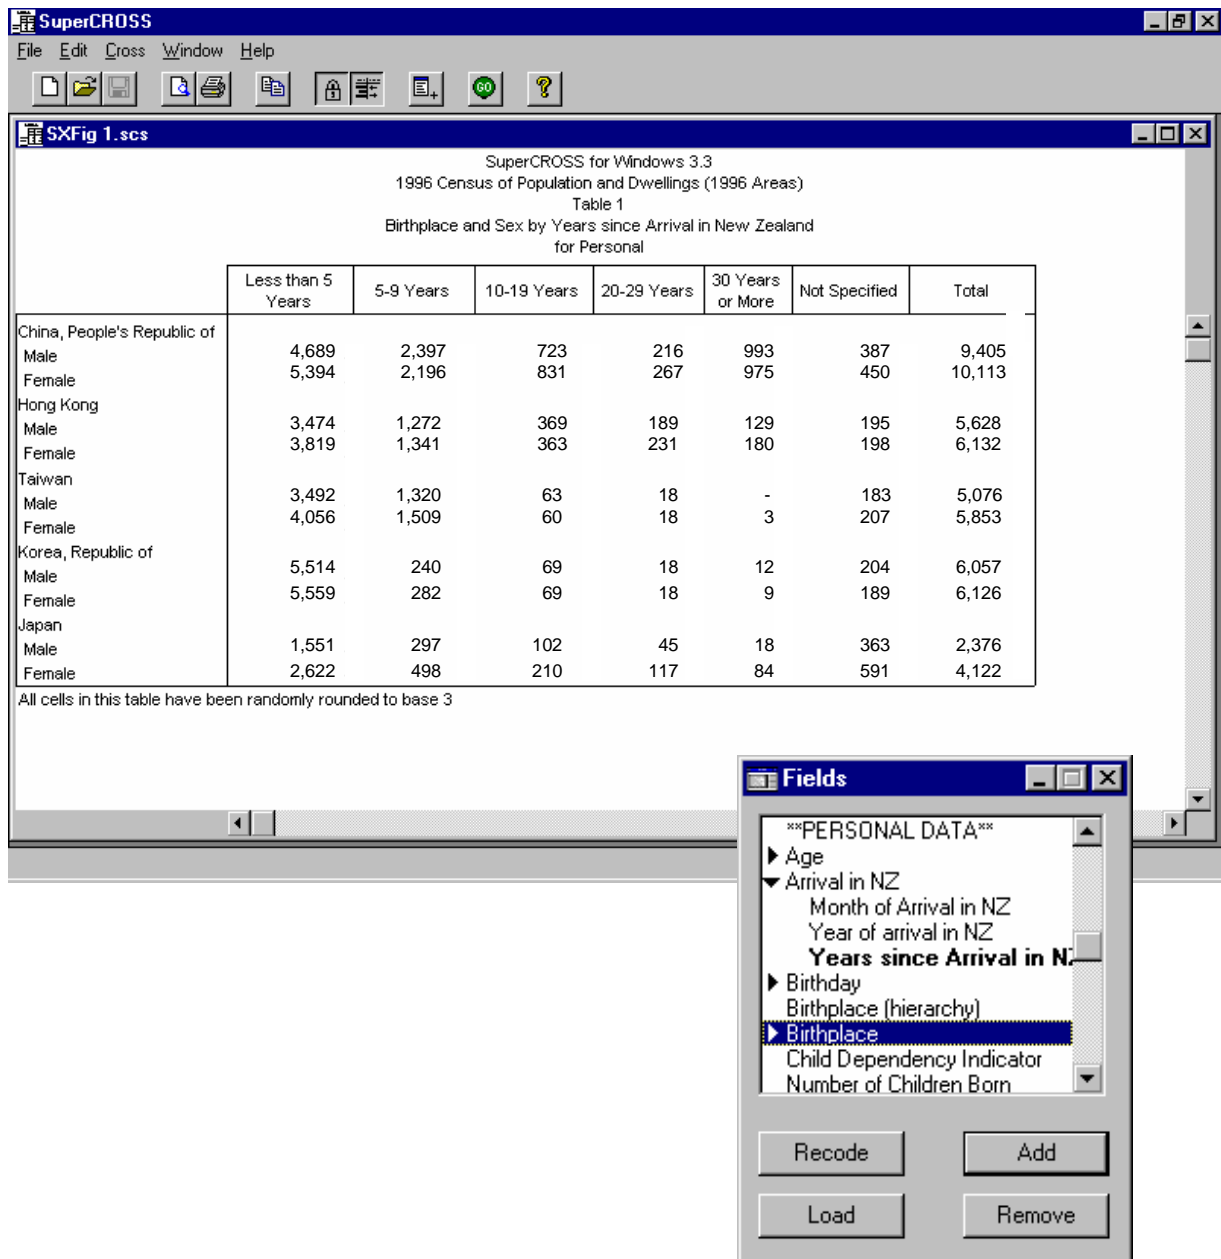 SuperCROSS
File Edit Cross Window Help
GO
SXFig 1.scs
SuperCROSS for Windows 3.3
1996 Census of Population and Dwellings (1996 Areas)
Table 1
Birthplace and Sex by Years since Arrival in New Zealand
for Personal
Less than 5 Years 5-9 Years 10-19 Years 20-29 Years 30 Years or More Not Specified Total
China, People's Republic of
Male 4,689 2,397 723 216 993 387 9,405
Female 5,394 2,196 831 267 975 450 10,113
Hong Kong
Male 3,474 1,272 369 189 129 195 5,628
Female 3,819 1,341 363 231 180 198 6,132
Taiwan
Male 3,492 1,320 63 18 - 183 5,076
Female 4,056 1,509 60 18 3 207 5,853
Korea, Republic of
Male 5,514 240 69 18 12 204 6,057
Female 5,559 282 69 18 9 189 6,126
Japan
Male 1,551 297 102 45 18 363 2,376
Female 2,622 498 210 117 84 591 4,122
All cells in this table have been randomly rounded to base 3
Fields
**PERSONAL DATA**
Age
Arrival in NZ
Month of Arrival in NZ
Year of arrival in NZ
Years since Arrival in NZ
Birthday
Birthplace (hierarchy)
Birthplace
Child Dependency Indicator
Number of Children Born
Recode Add
Load Remove